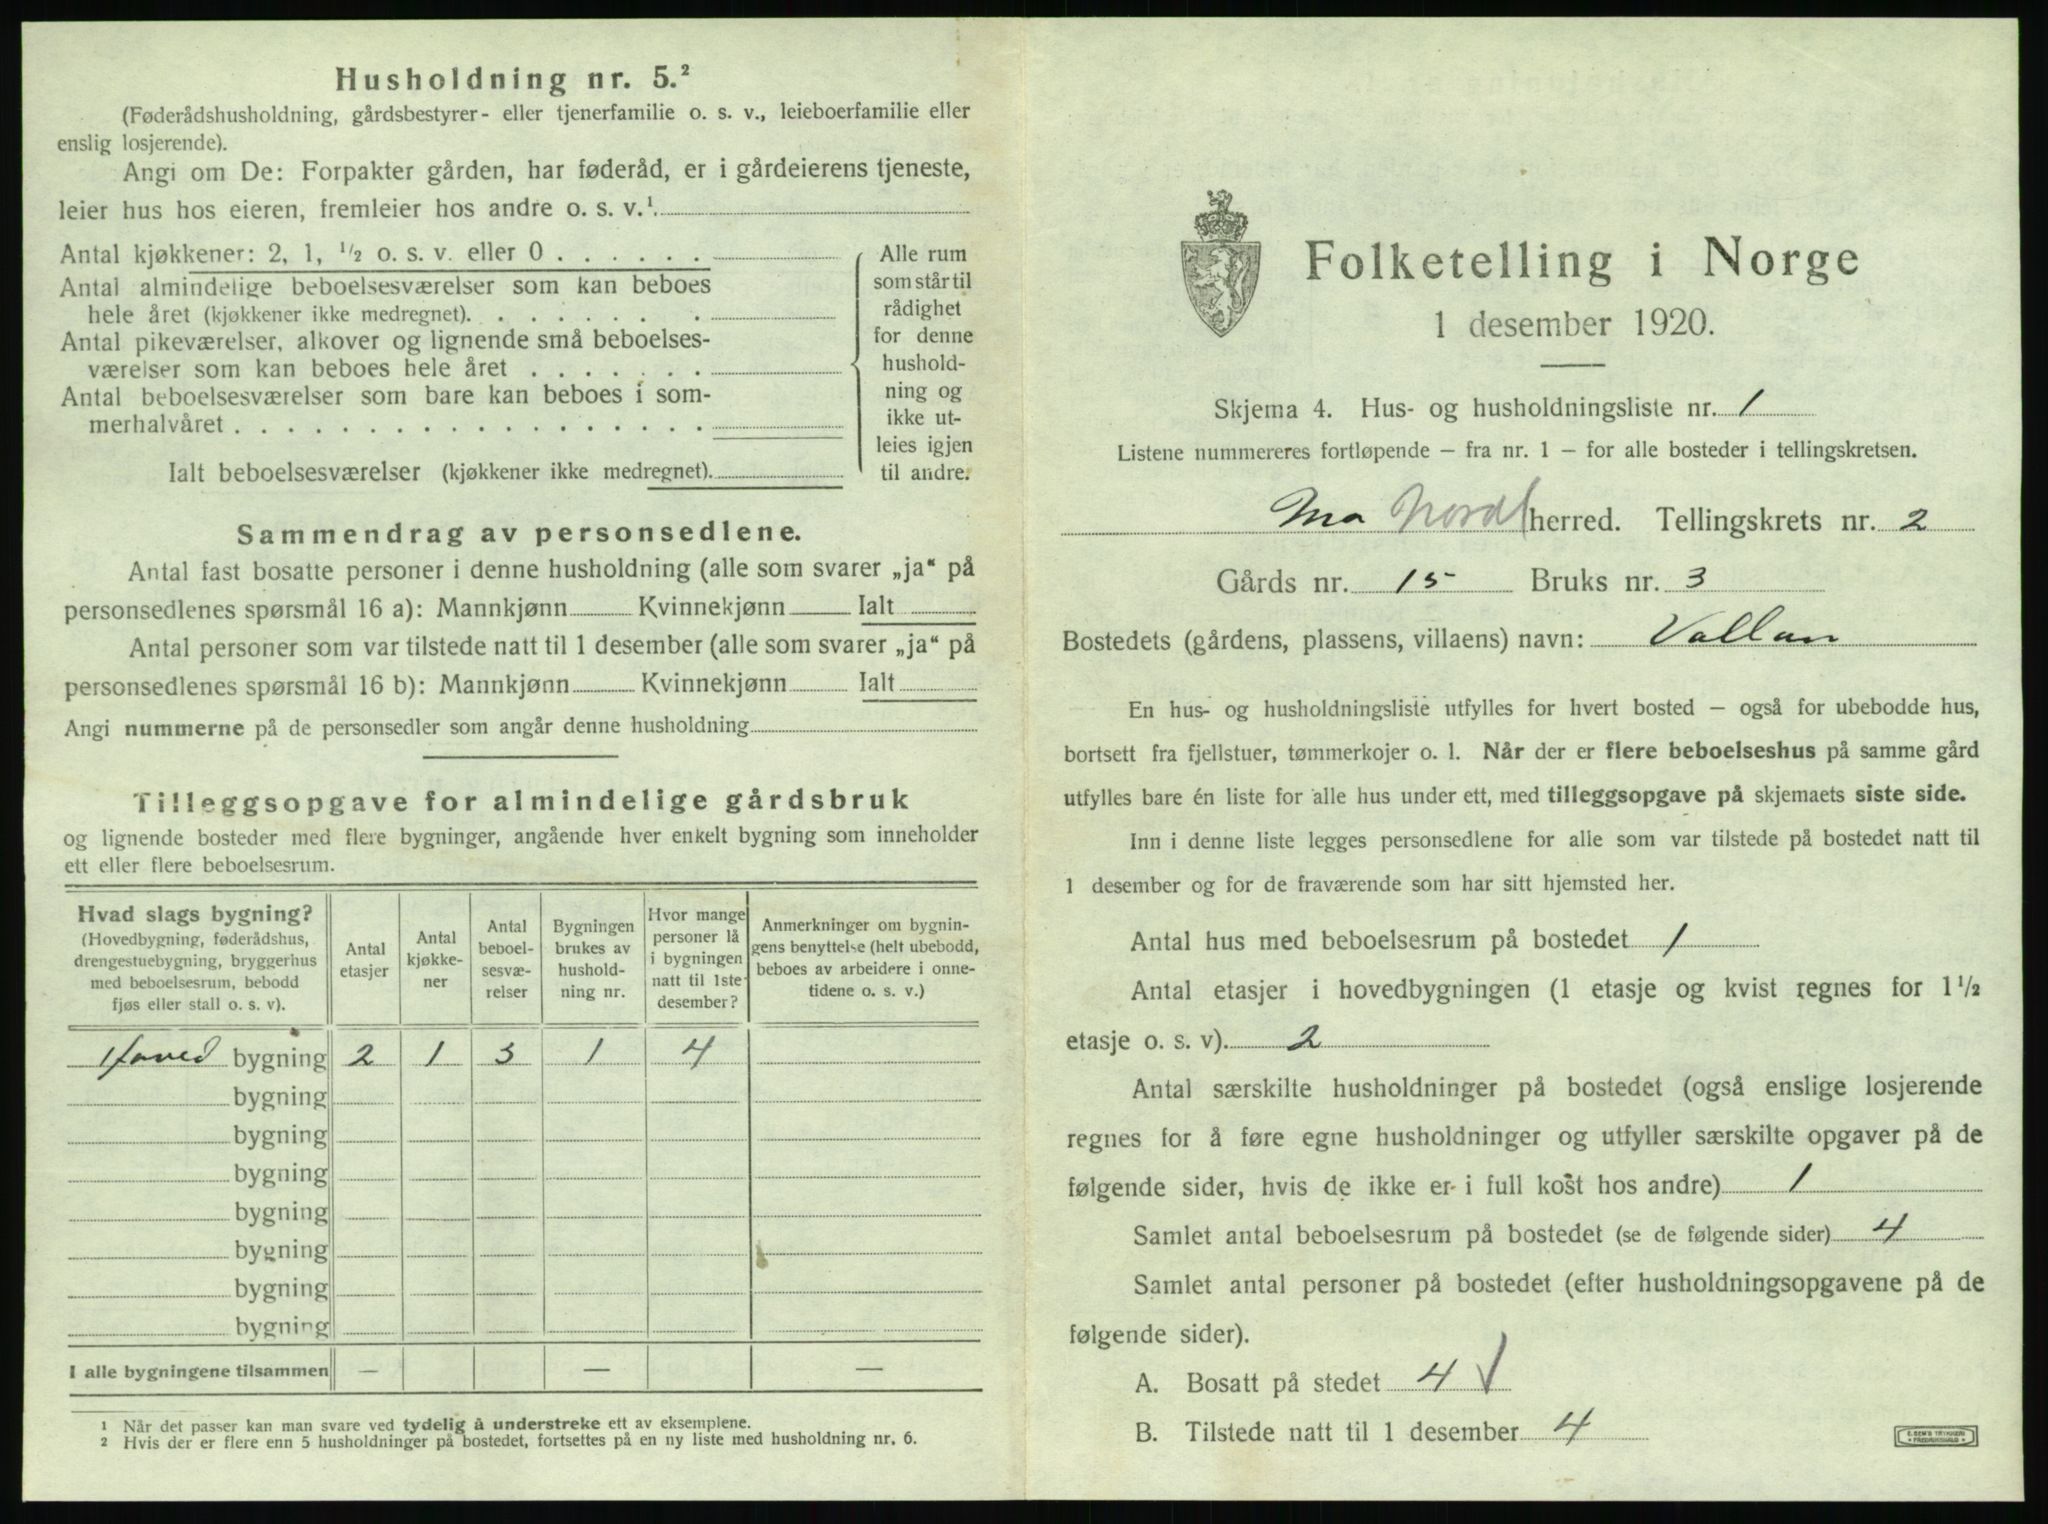 Husholdning nr. 5.²
(Føderådshusholdning, gårdsbestyrer- eller tjenerfamilie o. s. v., leieboerfamilie eller
enslig losjerende).
Angi om De: Forpakter gården, har føderåd, er i gårdeierens tjeneste,
leier hus hos eieren, fremleier hos andre o. s. v.¹
Antal kjøkkener: 2, 1, ½ o. s. v. eller 0
Antal almindelige beboelsesværelser som kan beboes
hele året (kjøkkener ikke medregnet).
Antal pikeværelser, alkover og lignende små beboelses-
værelser som kan beboes hele året
Antal beboelsesværelser som bare kan beboes i som-
merhalvåret
Ialt beboelsesværelser (kjøkkener ikke medregnet).
Alle rum
som står til
rådighet
for denne
hushold-
ning og
ikke ut-
leies igjen
til andre.
Sammendrag av personsedlene.
Antal fast bosatte personer i denne husholdning (alle som svarer „ja“ på
personsedlenes spørsmål 16 a): Mannkjønn Kvinnekjønn Ialt
Antal personer som var tilstede natt til 1 desember (alle som svarer „ja“ på
personsedlenes spørsmål 16 b): Mannkjønn Kvinnekjønn Ialt
Angi nummerne på de personsedler som angår denne husholdning
Tilleggsopgave for almindelige gårdsbruk
og lignende bosteder med flere bygninger, angående hver enkelt bygning som inneholder
ett eller flere beboelsesrum.
Hvad slags bygning?
(Hovedbygning, føderådshus,
drengestuebygning, bryggerhus
med beboelsesrum, bebodd
fjøs eller stall o. s. v).
Antal
etasjer
Antal
kjøkke-
ner
Antal
beboel-
sesvæ-
relser
Bygningen
brukes av
hushold-
ning nr.
Hvor mange
personer lå
i bygningen
natt til 1ste
desember?
Anmerkninger om bygnin-
gens benyttelse (helt ubebodd,
beboes av arbeidere i onne-
tidene o. s. v.)
Hoved bygning 2 1 3 1 4
bygning
bygning
bygning
bygning
bygning
bygning
bygning
I alle bygningene tilsammen — — —
¹ Når det passer kan man svare ved tydelig å understreke ett av eksemplene.
² Hvis der er flere enn 5 husholdninger på bostedet, fortsettes på en ny liste med husholdning nr. 6.
Folketelling i Norge
1 desember 1920.
Skjema 4. Hus- og husholdningsliste nr. 1
Listene nummereres fortløpende – fra nr. 1 – for alle bosteder i tellingskretsen.
Mo Nordl herred. Tellingskrets nr. 2
Gårds nr. 15 Bruks nr. 3
Bostedets (gårdens, plassens, villaens) navn: Vollan
En hus- og husholdningsliste utfylles for hvert bosted – også for ubebodde hus,
bortsett fra fjellstuer, tømmerkojer o. l. Når der er flere beboelseshus på samme gård
utfylles bare én liste for alle hus under ett, med tilleggsopgave på skjemaets siste side.
Inn i denne liste legges personsedlene for alle som var tilstede på bostedet natt til
1 desember og for de fraværende som har sitt hjemsted her.
Antal hus med beboelsesrum på bostedet 1
Antal etasjer i hovedbygningen (1 etasje og kvist regnes for 1½
etasje o. s. v). 2
Antal særskilte husholdninger på bostedet (også enslige losjerende
regnes for å føre egne husholdninger og utfyller særskilte opgaver på de
følgende sider, hvis de ikke er i full kost hos andre) 1
Samlet antal beboelsesrum på bostedet (se de følgende sider) 4
Samlet antal personer på bostedet (efter husholdningsopgavene på de
følgende sider).
A. Bosatt på stedet 4 √
B. Tilstede natt til 1 desember 4
E. SEM'S TRYKKERI
• FREDRIKSHALD •